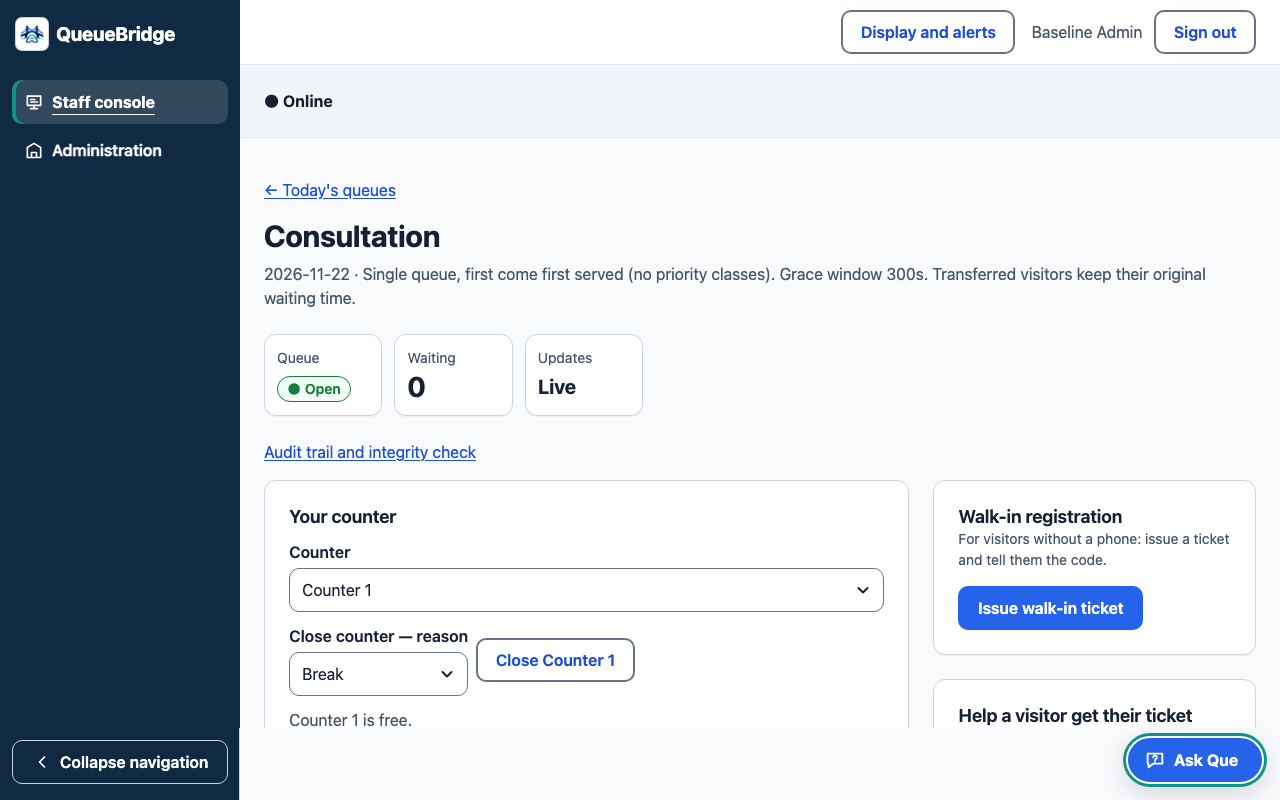 QueueBridge
Display and alerts
Baseline Admin
Sign out
Staff console
Administration
Online
← Today's queues
Consultation
2026-11-22 · Single queue, first come first served (no priority classes). Grace window 300s. Transferred visitors keep their original
waiting time.
Queue
Open
Waiting
0
Updates
Live
Audit trail and integrity check
Your counter
Counter
Counter 1
Close counter — reason
Break
Close Counter 1
Counter 1 is free.
Walk-in registration
For visitors without a phone: issue a ticket
and tell them the code.
Issue walk-in ticket
Help a visitor get their ticket
Collapse navigation
Ask Que